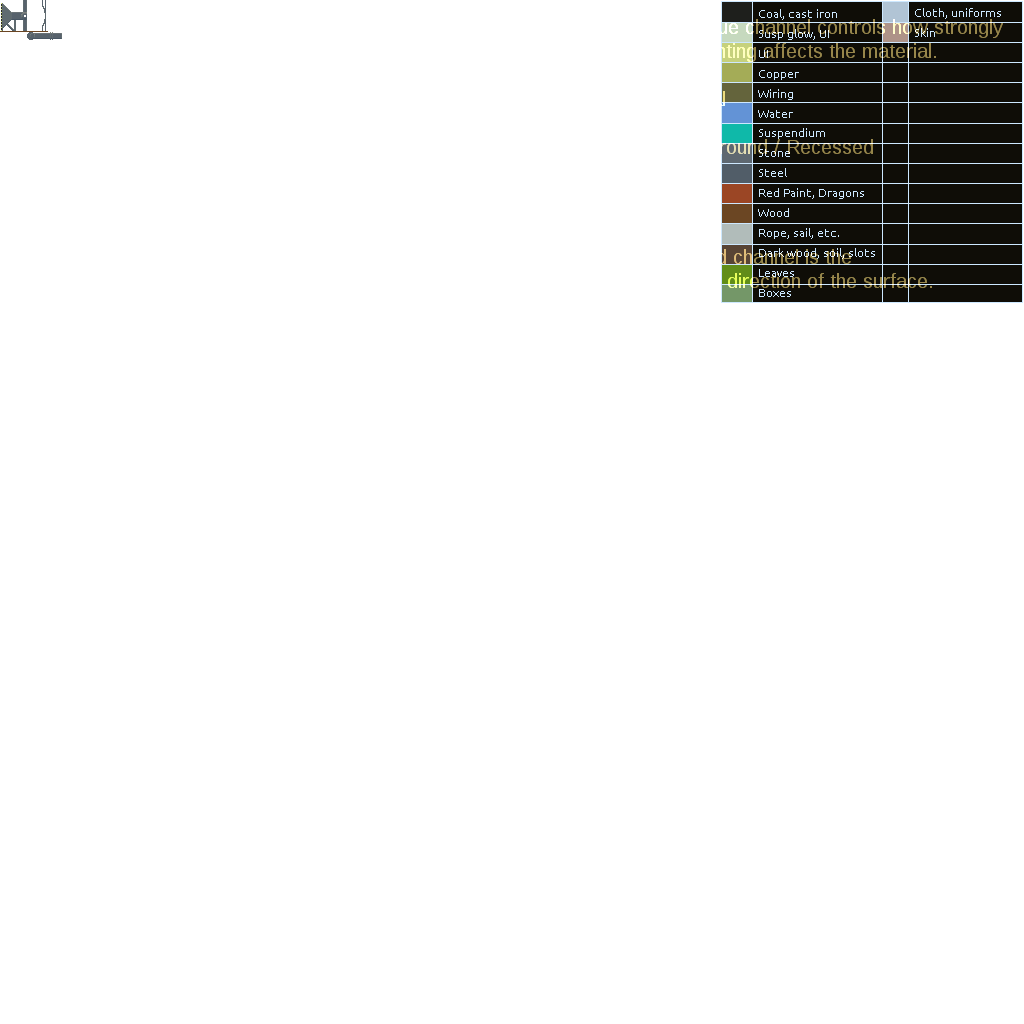 Coal, cast iron
Cloth, uniforms
ue channel controls how strongly
Susp glow, UI
Skin
nting affects the material.
UI
Copper
Wiring
Water
Suspendium
round / Recessed
Stone
Steel
Red Paint, Dragons
Wood
Rope, sail, etc.
Dark wood, soil, slots
d channel is the
Leaves
direction of the surface.
Boxes